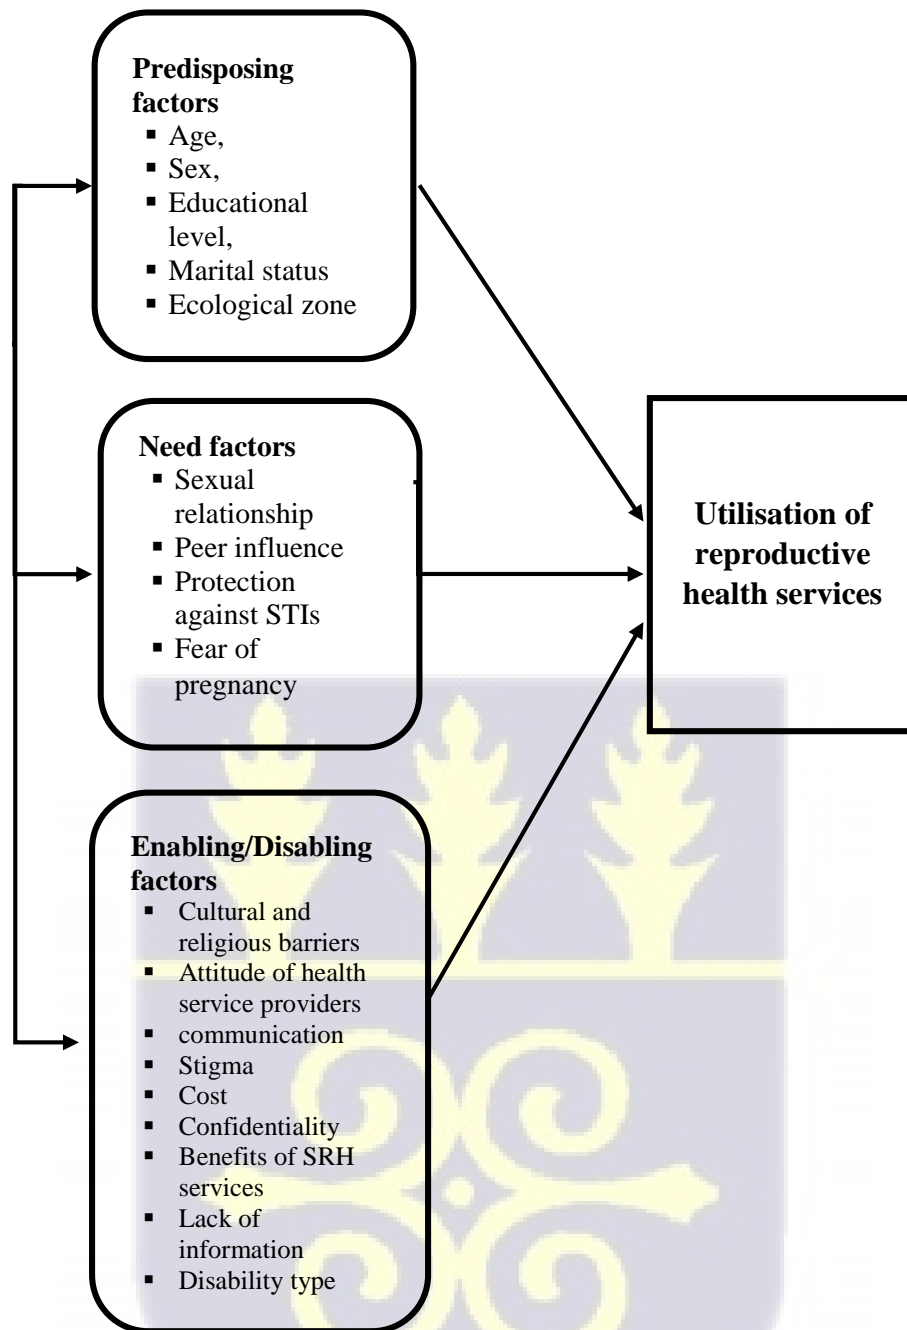 Predisposing
factors
▪ Age,
▪ Sex,
▪ Educational
level,
▪ Marital status
▪ Ecological zone
Need factors
▪ Sexual
relationship
▪ Peer influence
▪ Protection
against STIs
▪ Fear of
pregnancy
Utilisation of
reproductive
health services
Enabling/Disabling
factors
▪ Cultural and
religious barriers
▪ Attitude of health
service providers
▪ communication
▪ Stigma
▪ Cost
▪ Confidentiality
▪ Benefits of SRH
services
▪ Lack of
information
▪ Disability type